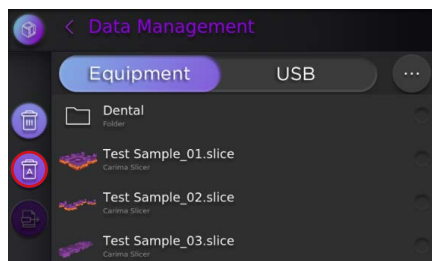 < Data Management
Equipment USB ...
Dental
Folder
Test Sample_01.slice
Carima Slicer
A
Test Sample_02.slice
Carima Slicer
Test Sample_03.slice
Carima Slicer